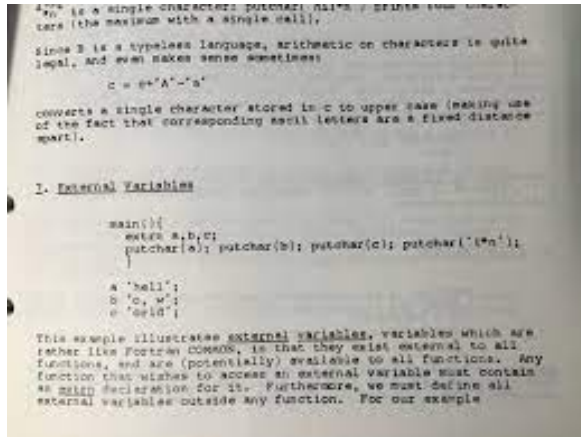 '*n' is a single character; putchar('hi!*n') prints four charac-
ters (the maximum with a single call).
Since B is a typeless language, arithmetic on characters is quite
legal, and even makes sense sometimes:
c = c+'A'-'a'
converts a single character stored in c to upper case (making use
of the fact that corresponding ascii letters are a fixed distance
apart).
7. External Variables
main(){
extrn a,b,c;
putchar(a); putchar(b); putchar(c); putchar('!*n');
}
a 'hell';
b 'o, w';
c 'orld';
This example illustrates external variables, variables which are
rather like Fortran COMMON, in that they exist external to all
functions, and are (potentially) available to all functions. Any
function that wishes to access an external variable must contain
an extrn declaration for it. Furthermore, we must define all
external variables outside any function. For our example